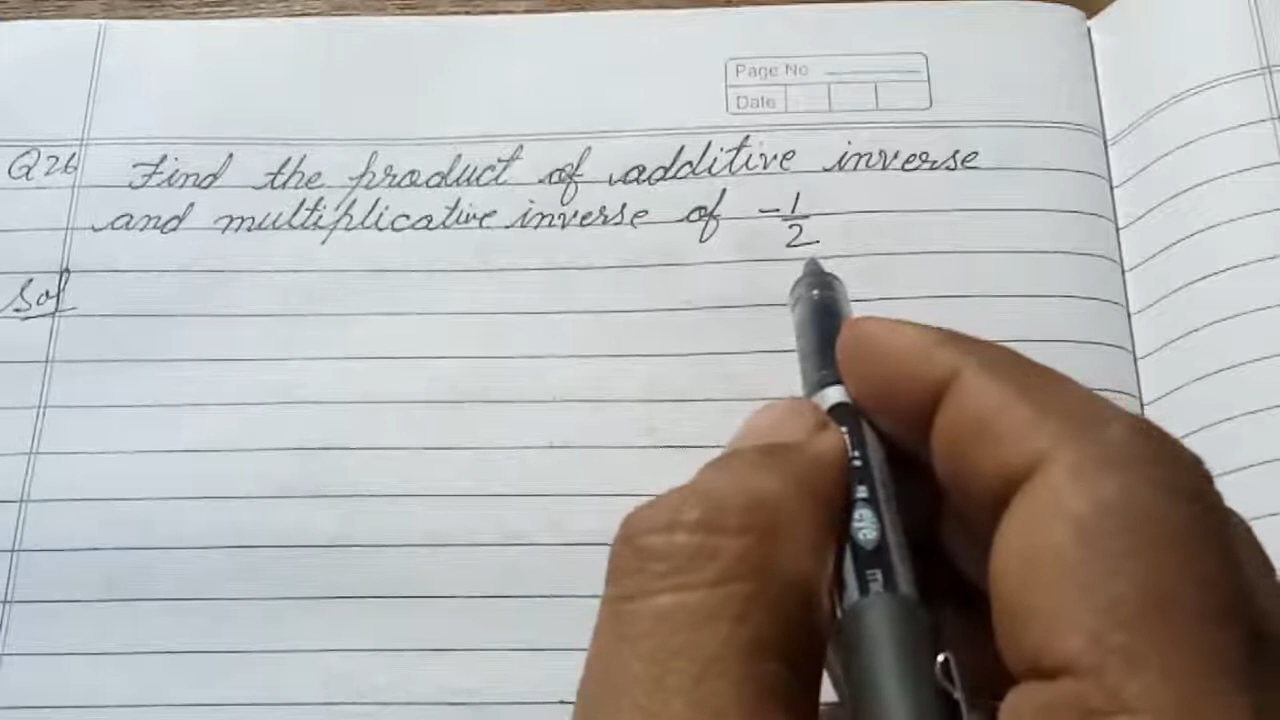 Page No
Date
Q26 Find the product of additive inverse
and multiplicative inverse of -1/2
Sol